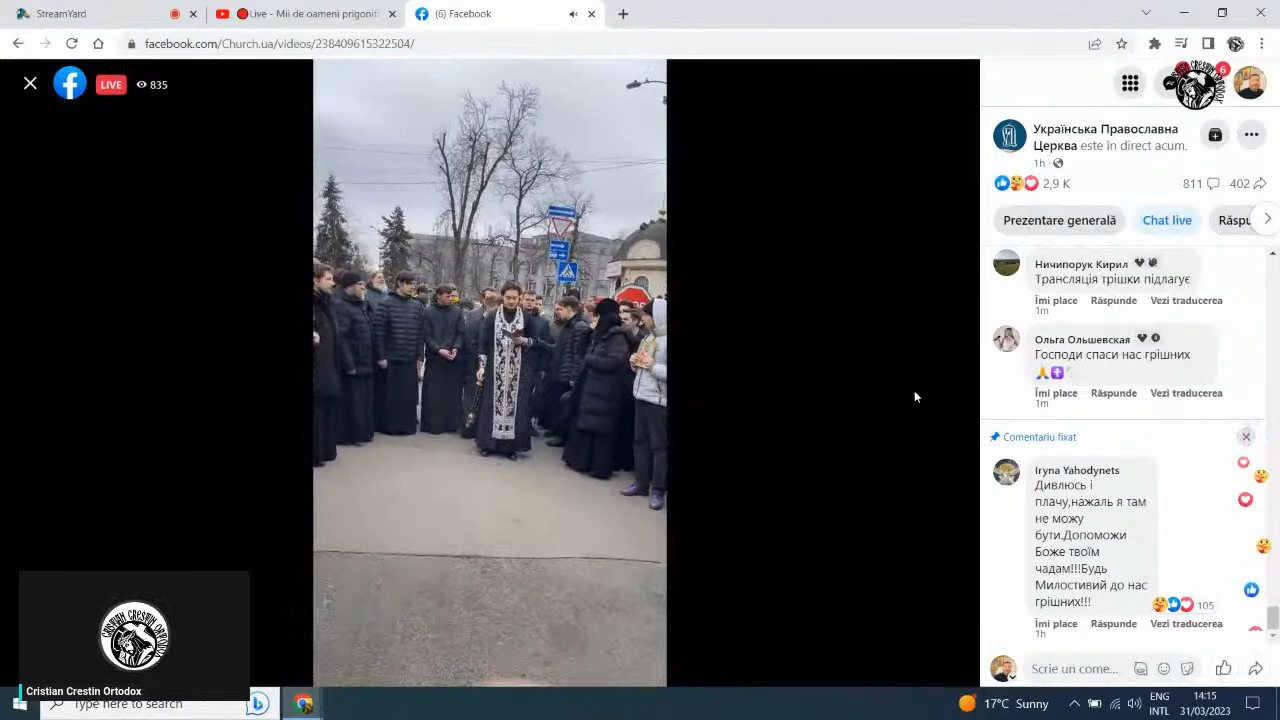 StreamYard
Live - Mii de oameni prigoniti
(6) Facebook
facebook.com/Church.ua/videos/238409615322504/
LIVE
835
6
Українська Православна
Церква este în direct acum.
1h
2,9 K
811
402
Prezentare generală
Chat live
Răspu
Ничипорук Кирил
Трансляція трішки підлагує
Îmi place Răspunde Vezi traducerea
1m
Ольга Ольшевская
Господи спаси нас грішних
Îmi place Răspunde Vezi traducerea
1m
Comentariu fixat
Iryna Yahodynets
Дивлюсь і
плачу,нажаль я там
не можу
бути.Допоможи
Боже твоїм
чадам!!!Будь
Милостивий до нас
грішних!!!
105
Îmi place Răspunde Vezi traducerea
1h
Scrie un come...
CRESTIN ORTODOX
Cristian Crestin Ortodox
Type here to search
17°C Sunny
ENG
INTL
14:15
31/03/2023